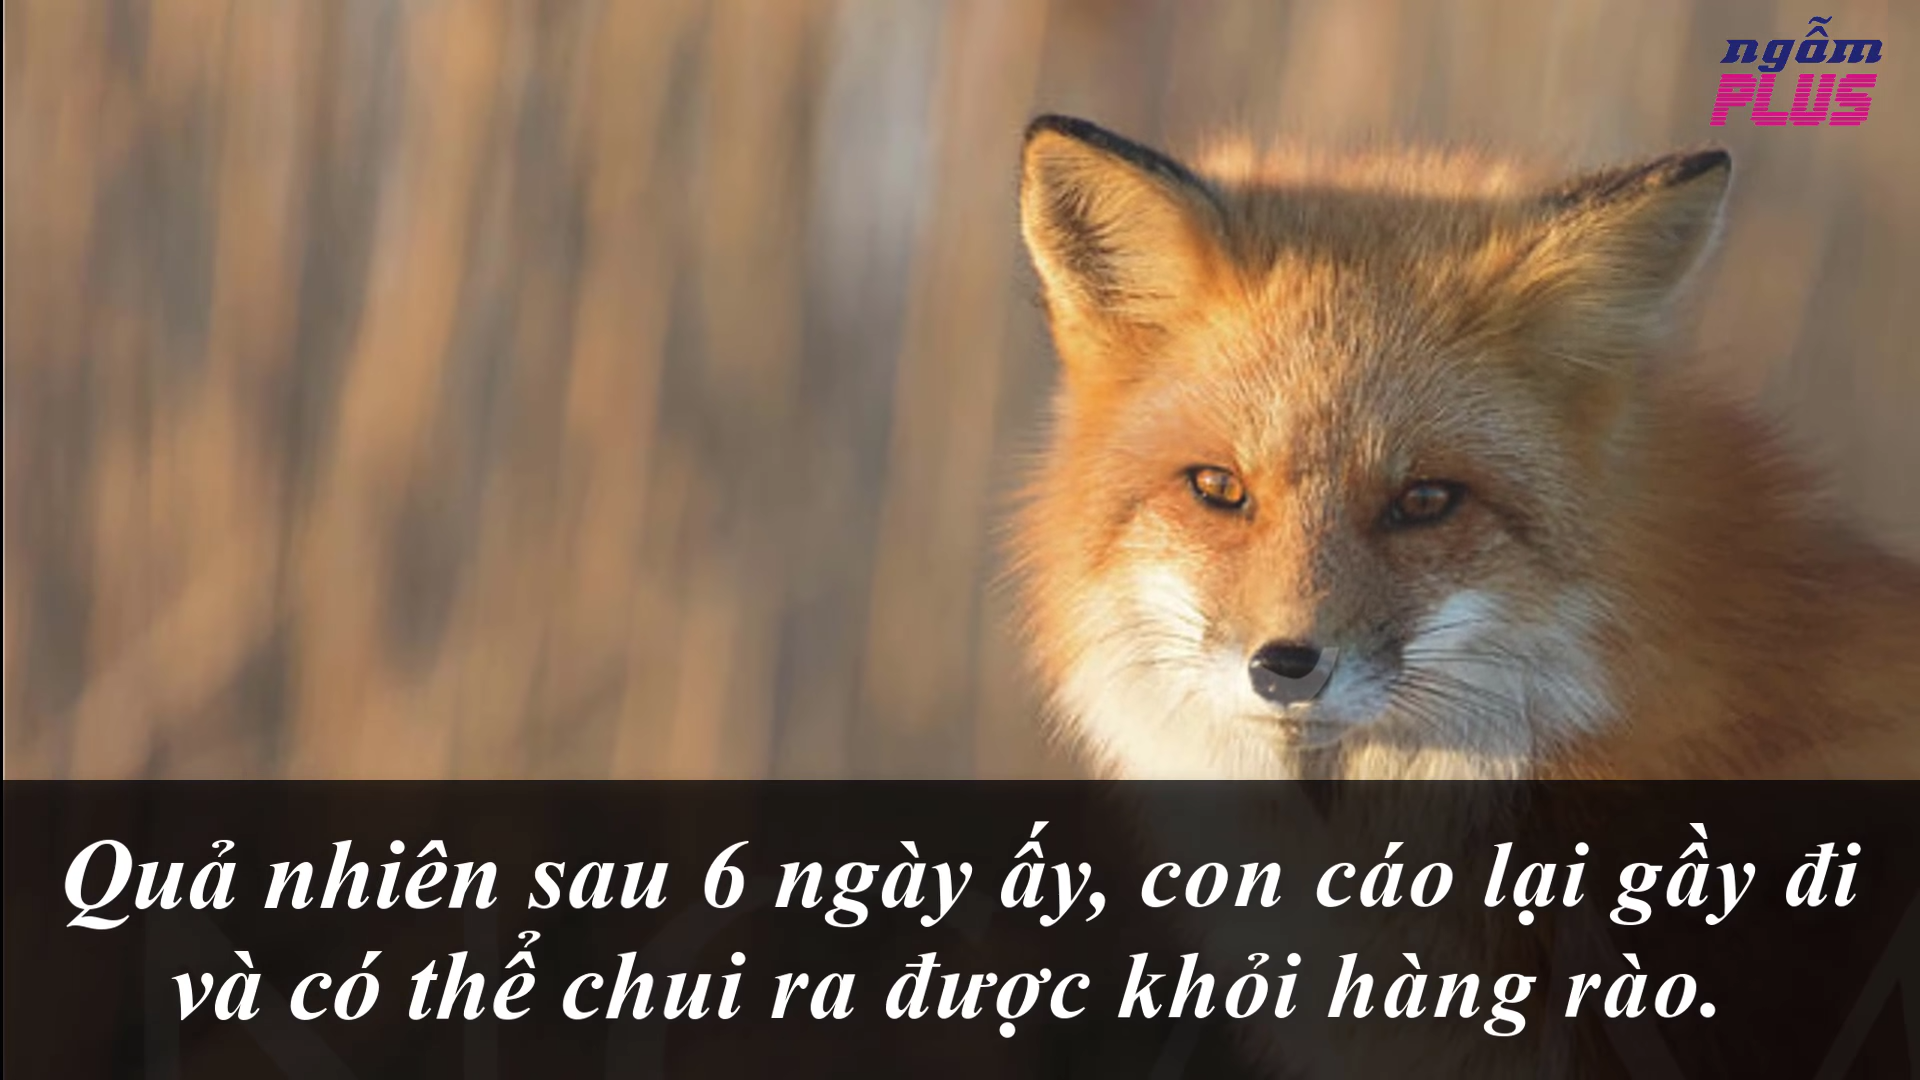 ngẫm
PLUS
Quả nhiên sau 6 ngày ấy, con cáo lại gầy đi
và có thể chui ra được khỏi hàng rào.